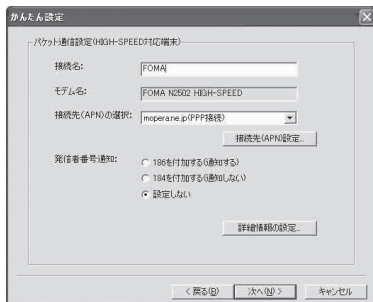 かんたん設定
パケット通信設定(HIGH-SPEED対応端末)
接続名: FOMA
モデム名: FOMA N2502 HIGH-SPEED
接続先(APN)の選択: mopera.ne.jp(PPP接続)
接続先(APN)設定...
発信者番号通知: 186を付加する(通知する)
184を付加する(通知しない)
設定しない
詳細情報の設定...
< 戻る(B) 次へ(N) > キャンセル